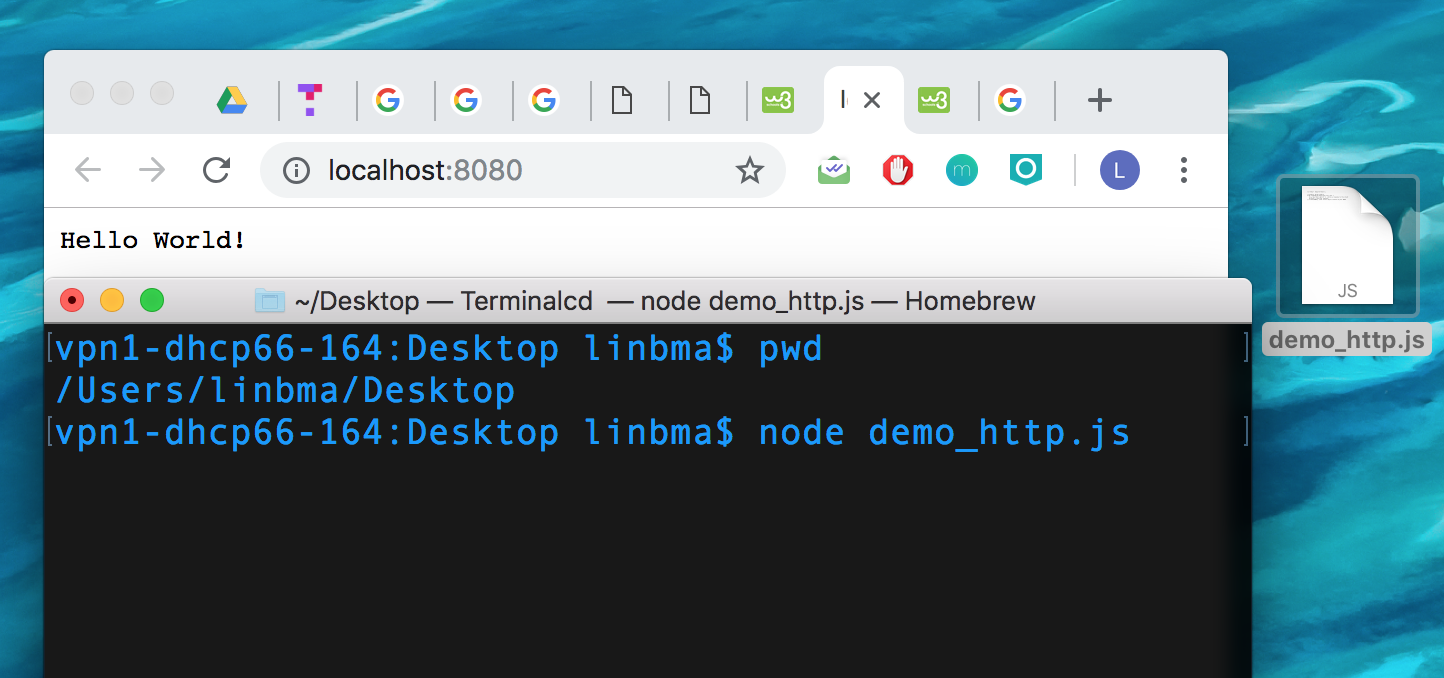 localhost:8080
L
Hello World!
~/Desktop — Terminalcd — node demo_http.js — Homebrew
vpn1-dhcp66-164:Desktop linbma$ pwd
/Users/linbma/Desktop
vpn1-dhcp66-164:Desktop linbma$ node demo_http.js
JS
demo_http.js